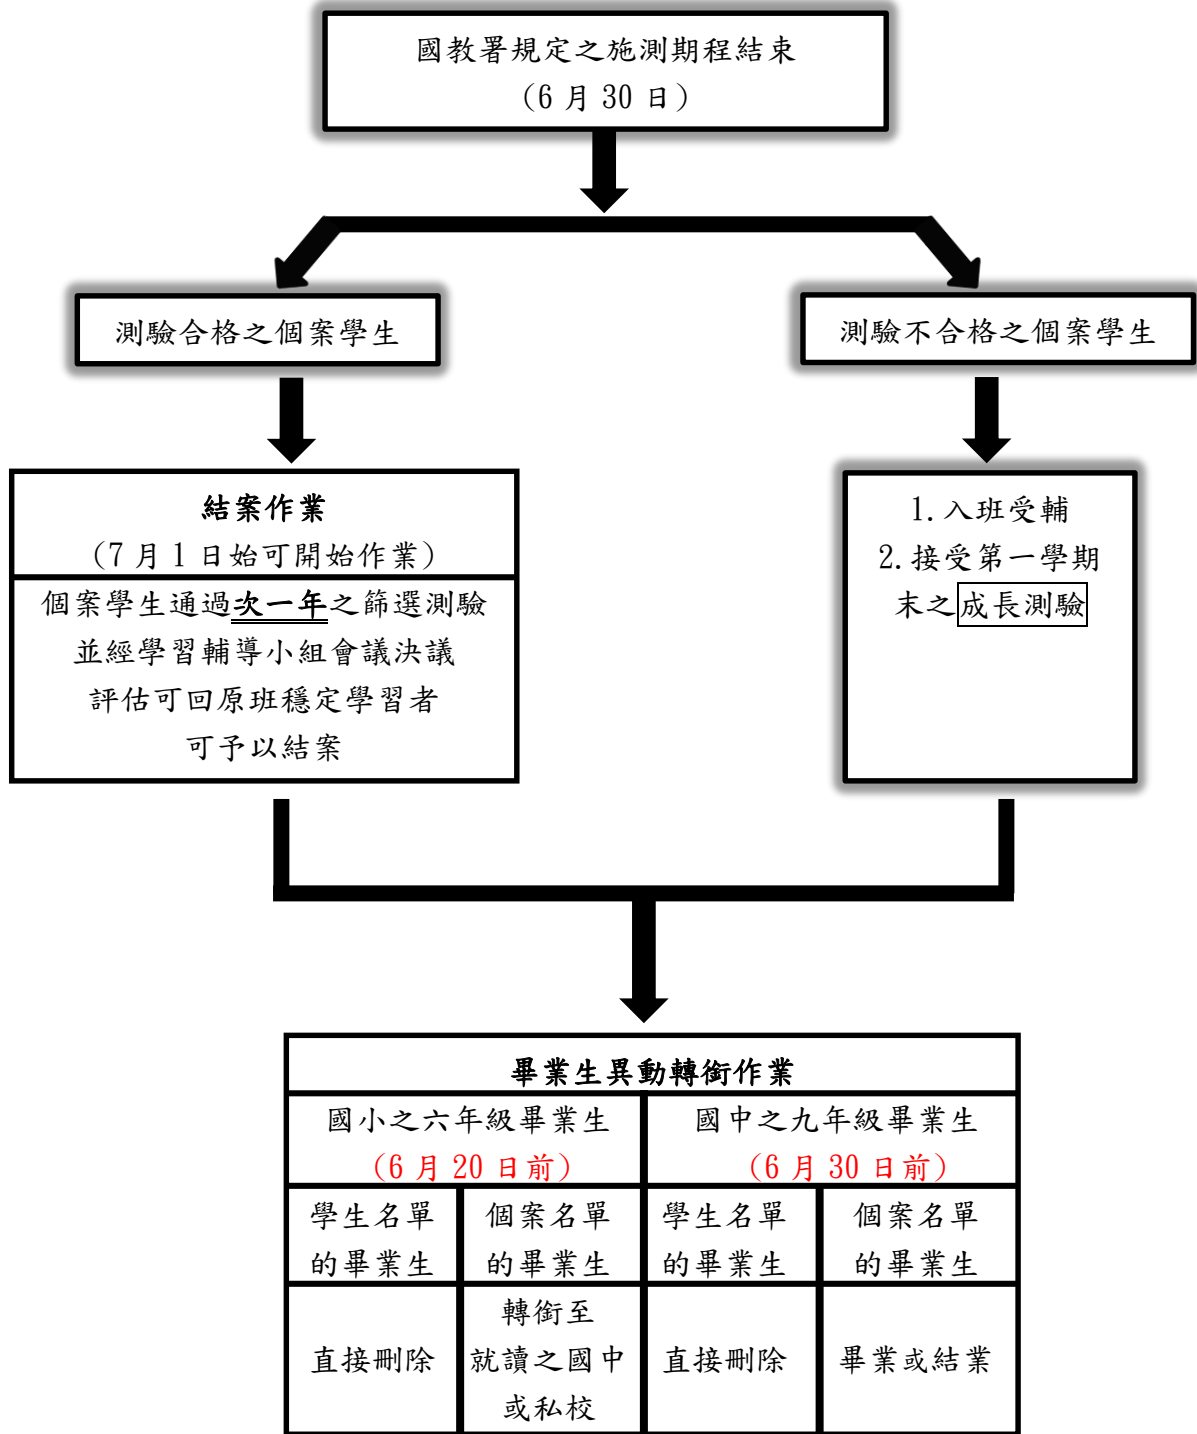 國教署規定之施測期程結束
(6 月 30 日)
測驗合格之個案學生
測驗不合格之個案學生
結案作業
(7 月 1 日始可開始作業)
個案學生通過次一年之篩選測驗
並經學習輔導小組會議決議
評估可回原班穩定學習者
可予以結案
1. 入班受輔
2. 接受第一學期
末之成長測驗
畢業生異動轉銜作業
國小之六年級畢業生
(6 月 20 日前)
國中之九年級畢業生
(6 月 30 日前)
學生名單
的畢業生
個案名單
的畢業生
學生名單
的畢業生
個案名單
的畢業生
直接刪除
轉銜至
就讀之國中
或私校
直接刪除
畢業或結業